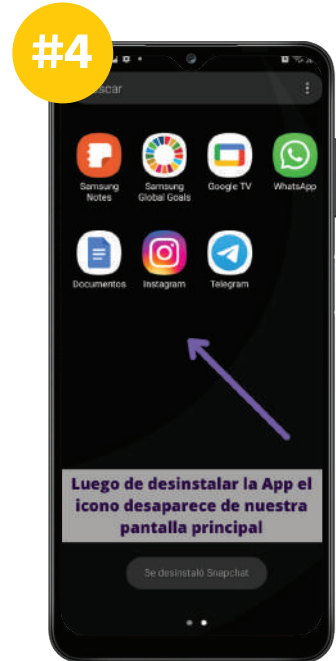 #4
scar
Samsung Notes
Samsung Global Goals
Google TV
WhatsApp
Documentos
Instagram
Telegram
Luego de desinstalar la App el
icono desaparece de nuestra
pantalla principal
Se desinstaló Snapchat